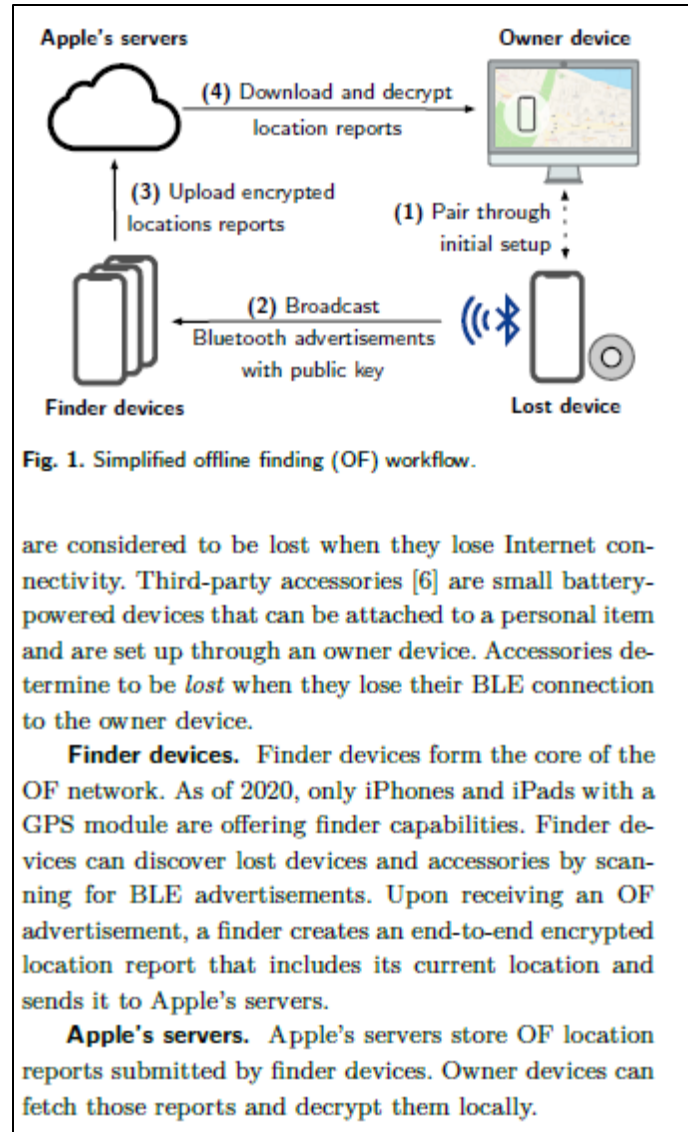 Apple's servers
Owner device
(4) Download and decrypt
location reports
(3) Upload encrypted
locations reports
(1) Pair through
initial setup
(2) Broadcast
Bluetooth advertisements
with public key
Finder devices
Lost device
Fig. 1. Simplified offline finding (OF) workflow.
are considered to be lost when they lose Internet con-
nectivity. Third-party accessories [6] are small battery-
powered devices that can be attached to a personal item
and are set up through an owner device. Accessories de-
termine to be lost when they lose their BLE connection
to the owner device.
Finder devices. Finder devices form the core of the
OF network. As of 2020, only iPhones and iPads with a
GPS module are offering finder capabilities. Finder de-
vices can discover lost devices and accessories by scan-
ning for BLE advertisements. Upon receiving an OF
advertisement, a finder creates an end-to-end encrypted
location report that includes its current location and
sends it to Apple's servers.
Apple's servers. Apple's servers store OF location
reports submitted by finder devices. Owner devices can
fetch those reports and decrypt them locally.